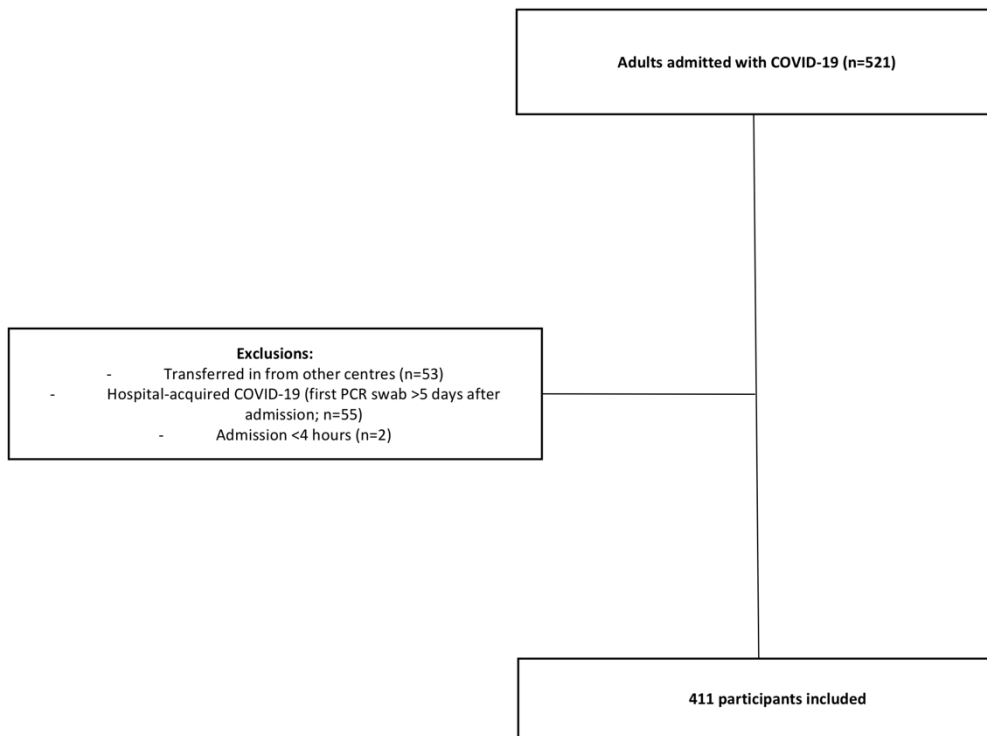 Adults admitted with COVID-19 (n=521)
Exclusions:
- Transferred in from other centres (n=53)
- Hospital-acquired COVID-19 (first PCR swab >5 days after
admission; n=55)
- Admission <4 hours (n=2)
411 participants included